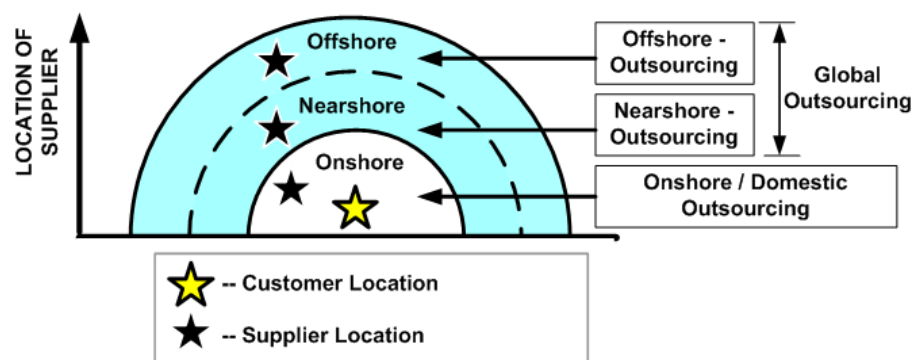 LOCATION OF
SUPPLIER
Offshore
Nearshore
Onshore
Offshore -
Outsourcing
Nearshore -
Outsourcing
Onshore / Domestic
Outsourcing
Global
Outsourcing
-- Customer Location
-- Supplier Location